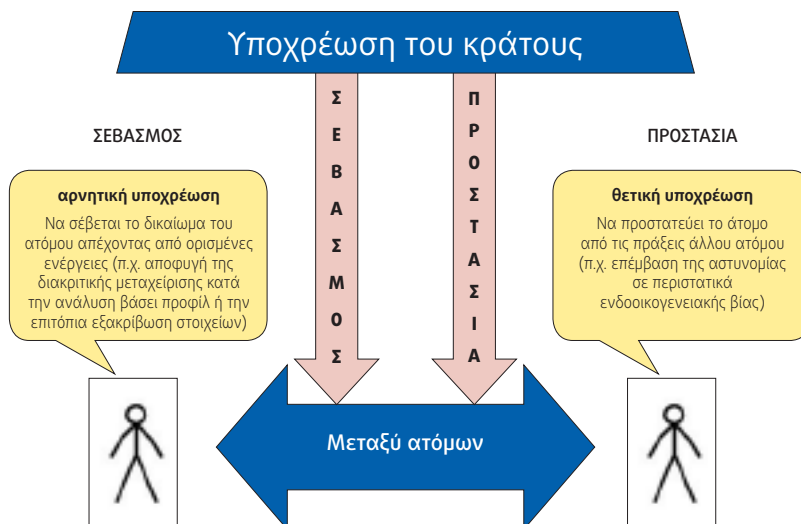 Υποχρέωση του κράτους
ΣΕΒΑΣΜΟΣ
ΠΡΟΣΤΑΣΙΑ
ΣΕΒΑΣΜΟΣ
ΠΡΟΣΤΑΣΙΑ
αρνητική υποχρέωση
Να σέβεται το δικαίωμα του
ατόμου απέχοντας από ορισμένες
ενέργειες (π.χ. αποφυγή της
διακριτικής μεταχείρισης κατά
την ανάλυση βάσει προφίλ ή την
επιτόπια εξακρίβωση στοιχείων)
θετική υποχρέωση
Να προστατεύει το άτομο
από τις πράξεις άλλου ατόμου
(π.χ. επέμβαση της αστυνομίας
σε περιστατικά
ενδοοικογενειακής βίας)
Μεταξύ ατόμων